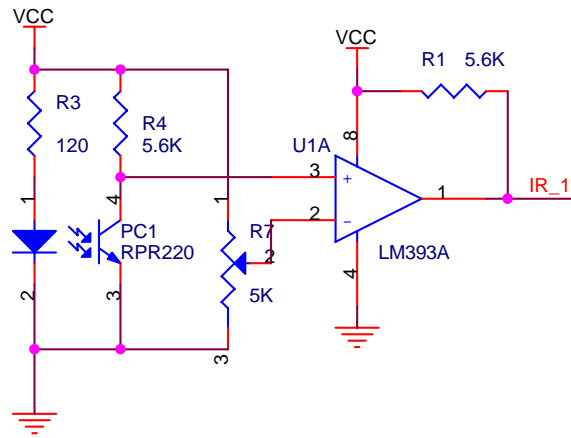 VCC
VCC
R1 5.6K
R3
120
R4
5.6K
U1A
8
3
+
1
IR_1
2
−
LM393A
4
1
4
1
PC1
RPR220
R7
2
5K
2
3
3